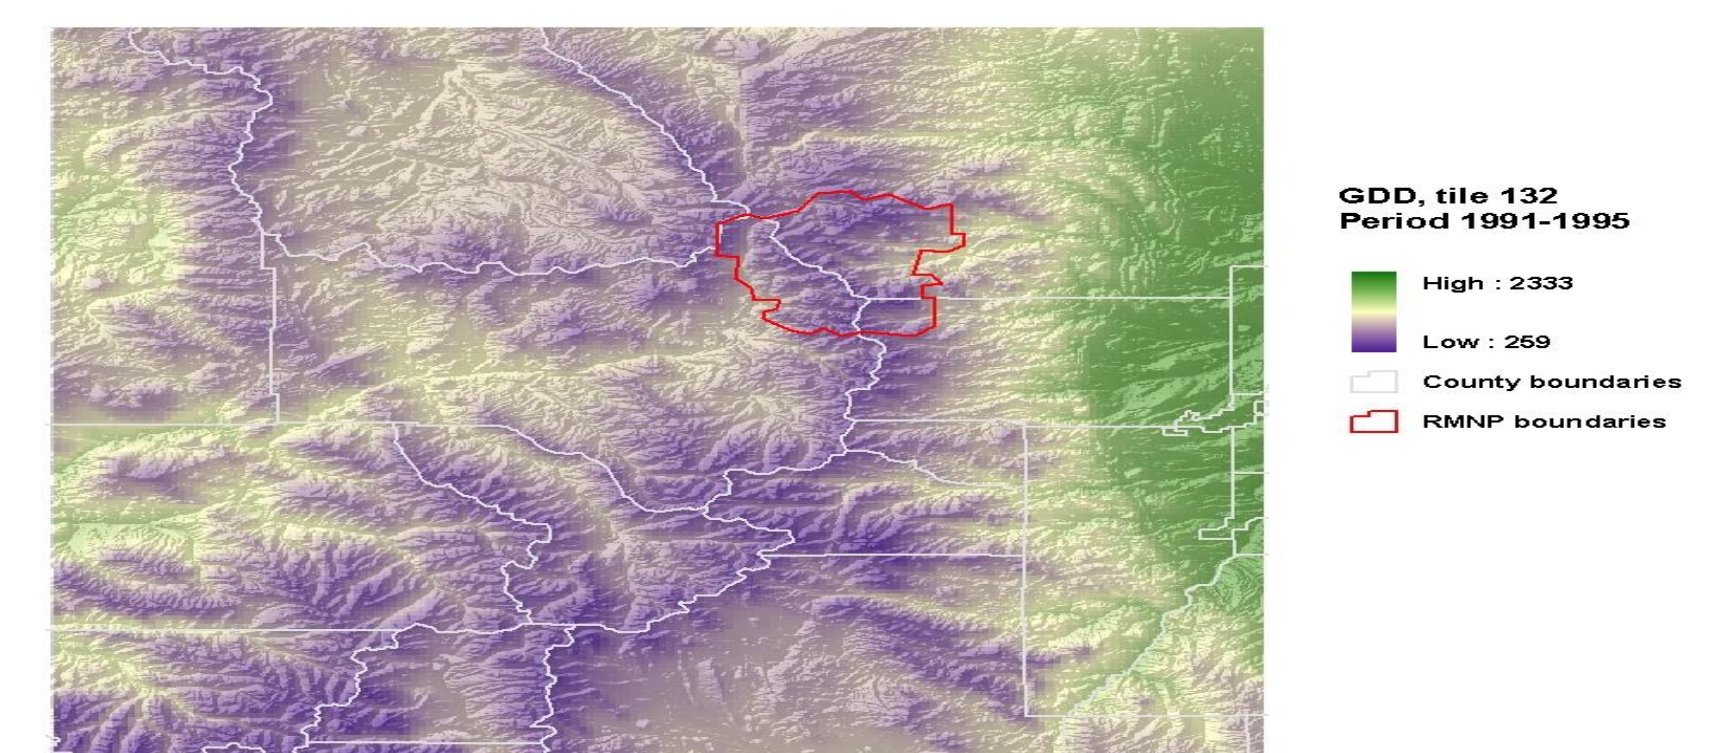 GDD, tile 132
Period 1991-1995
High : 2333
Low : 259
County boundaries
RMNP boundaries